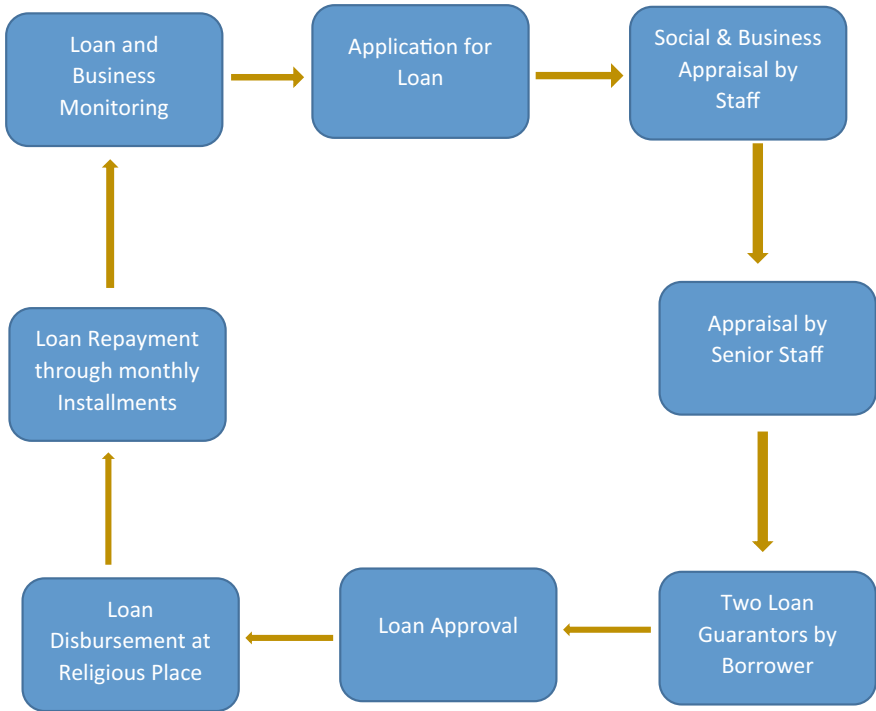 Loan and
Business
Monitoring
Application for
Loan
Social & Business
Appraisal by
Staff
Appraisal by
Senior Staff
Two Loan
Guarantors by
Borrower
Loan Approval
Loan
Disbursement at
Religious Place
Loan Repayment
through monthly
Installments